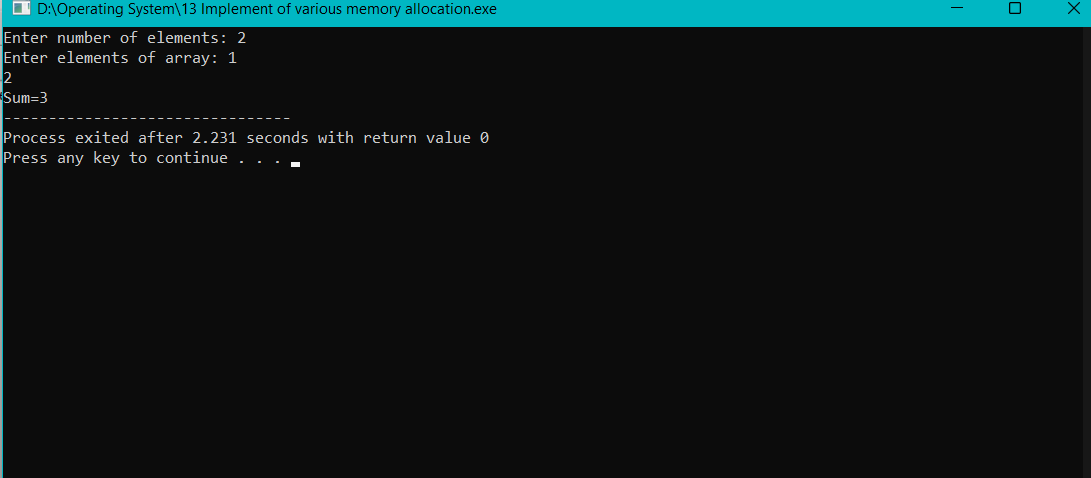 D:\Operating System\13 Implement of various memory allocation.exe
Enter number of elements: 2
Enter elements of array: 1
2
Sum=3
--------------------------------
Process exited after 2.231 seconds with return value 0
Press any key to continue . . .